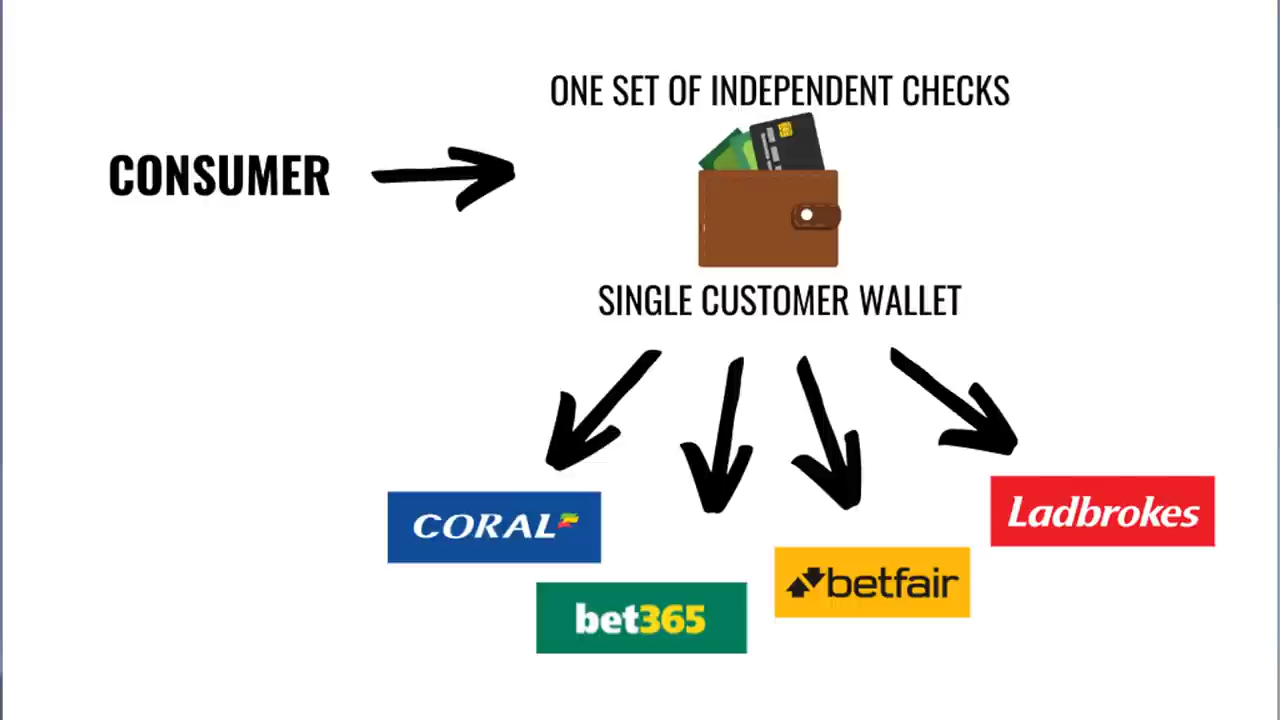 ONE SET OF INDEPENDENT CHECKS
CONSUMER
SINGLE CUSTOMER WALLET
CORAL
Ladbrokes
betfair
bet365